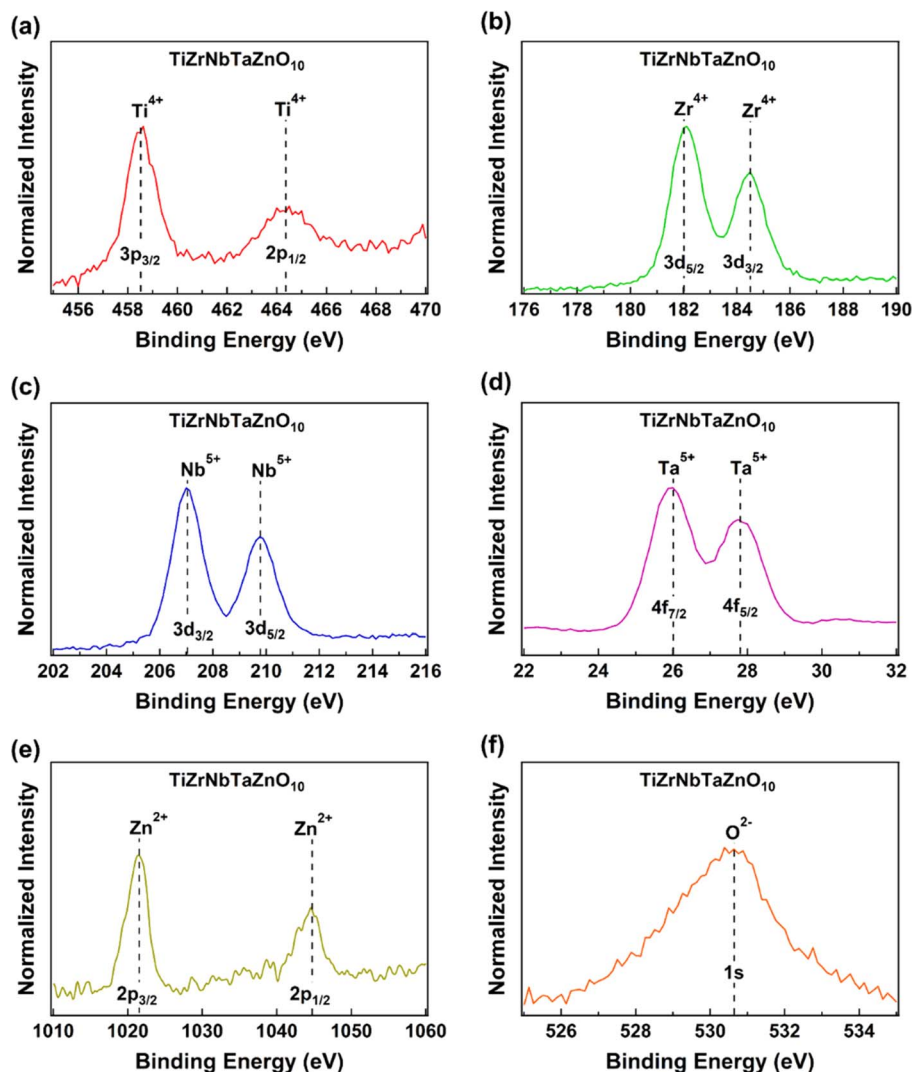 (a)
TiZrNbTaZnO₁₀
Ti⁴⁺ Ti⁴⁺
3p₃/₂ 2p₁/₂
Normalized Intensity
456 458 460 462 464 466 468 470
Binding Energy (eV)
(b)
TiZrNbTaZnO₁₀
Zr⁴⁺ Zr⁴⁺
3d₅/₂ 3d₃/₂
Normalized Intensity
176 178 180 182 184 186 188 190
Binding Energy (eV)
(c)
TiZrNbTaZnO₁₀
Nb⁵⁺ Nb⁵⁺
3d₃/₂ 3d₅/₂
Normalized Intensity
202 204 206 208 210 212 214 216
Binding Energy (eV)
(d)
TiZrNbTaZnO₁₀
Ta⁵⁺ Ta⁵⁺
4f₇/₂ 4f₅/₂
Normalized Intensity
22 24 26 28 30 32
Binding Energy (eV)
(e)
TiZrNbTaZnO₁₀
Zn²⁺ Zn²⁺
2p₃/₂ 2p₁/₂
Normalized Intensity
1010 1020 1030 1040 1050 1060
Binding Energy (eV)
(f)
TiZrNbTaZnO₁₀
O²⁻
1s
Normalized Intensity
526 528 530 532 534
Binding Energy (eV)